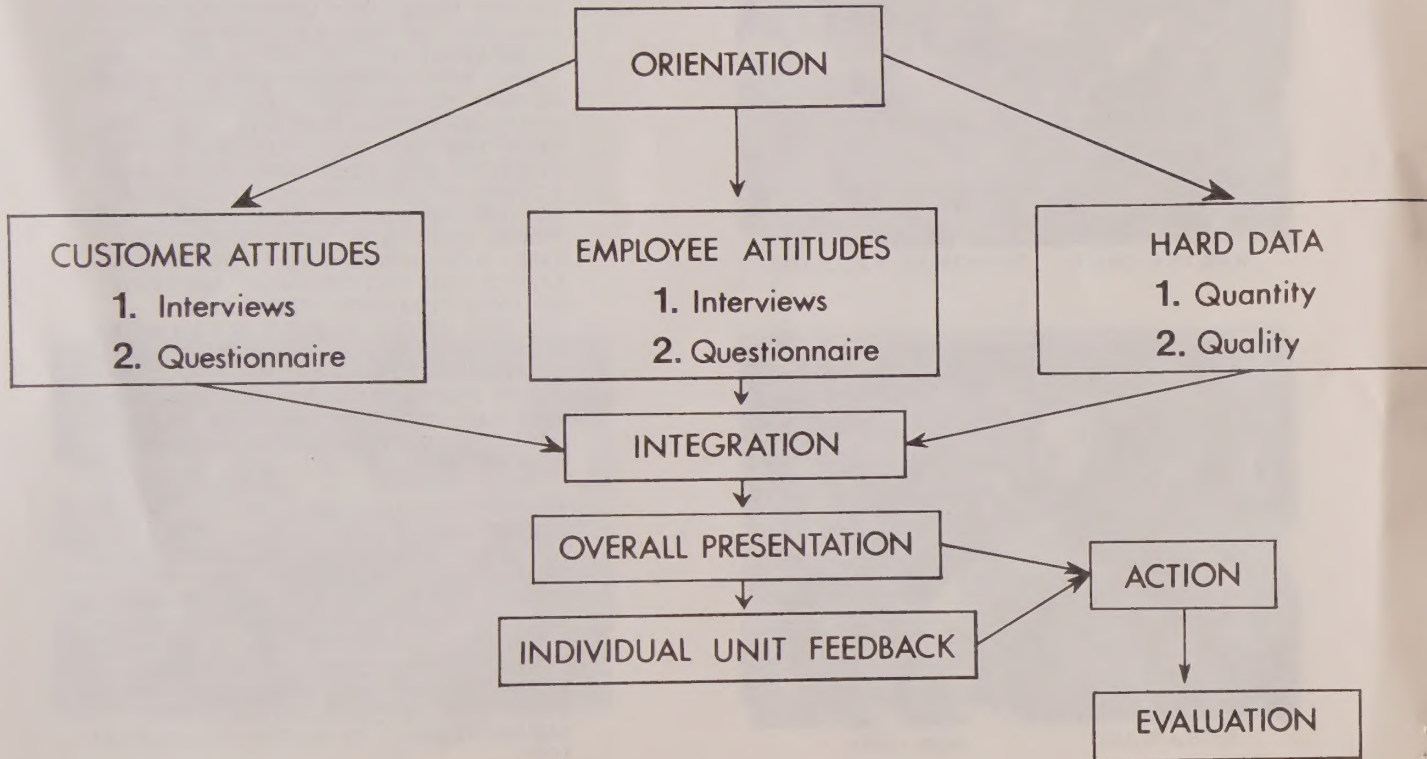 ORIENTATION
CUSTOMER ATTITUDES
1. Interviews
2. Questionnaire
EMPLOYEE ATTITUDES
1. Interviews
2. Questionnaire
HARD DATA
1. Quantity
2. Quality
INTEGRATION
OVERALL PRESENTATION
ACTION
INDIVIDUAL UNIT FEEDBACK
EVALUATION